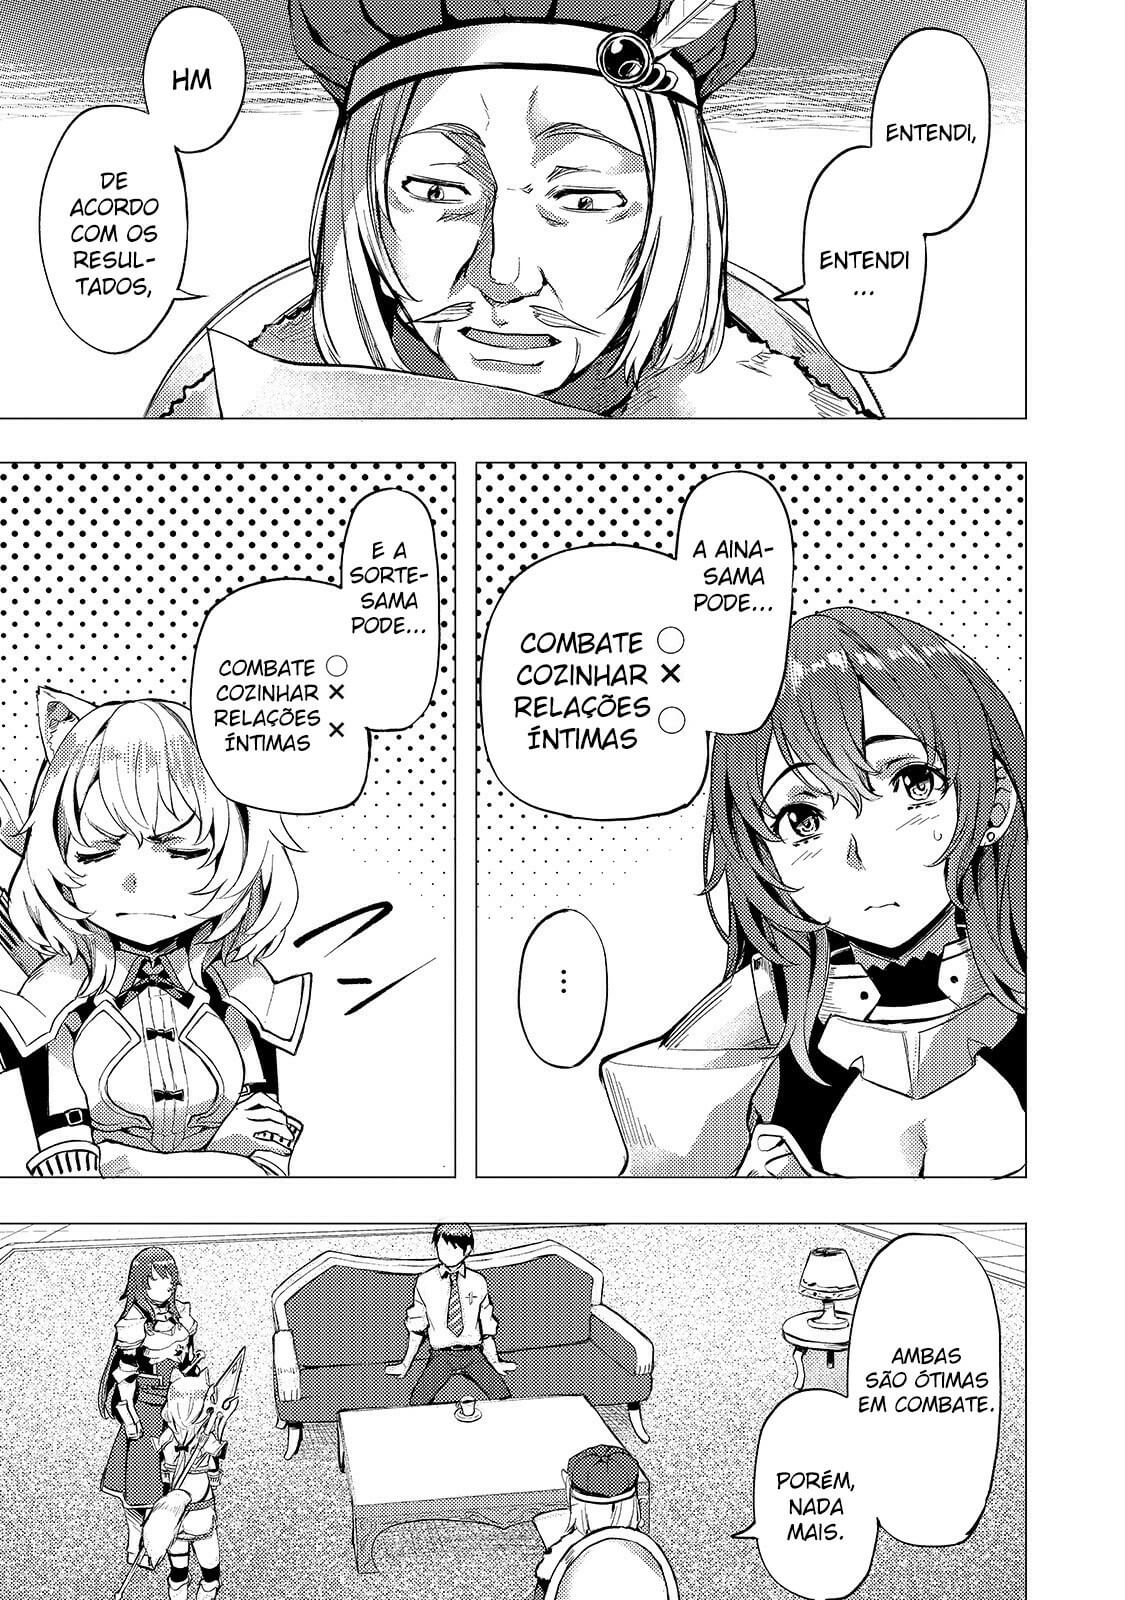 ENTENDI,
ENTENDI
...
HM
DE
ACORDO
COM OS
RESUL-
TADOS,
A AINA-
SAMA
PODE...
COMBATE ○
COZINHAR ×
RELAÇÕES ○
ÍNTIMAS
...
E A
SORTE-
SAMA
PODE...
COMBATE ○
COZINHAR ×
RELAÇÕES ×
ÍNTIMAS
AMBAS
SÃO ÓTIMAS
EM COMBATE.
PORÉM,
NADA
MAIS.